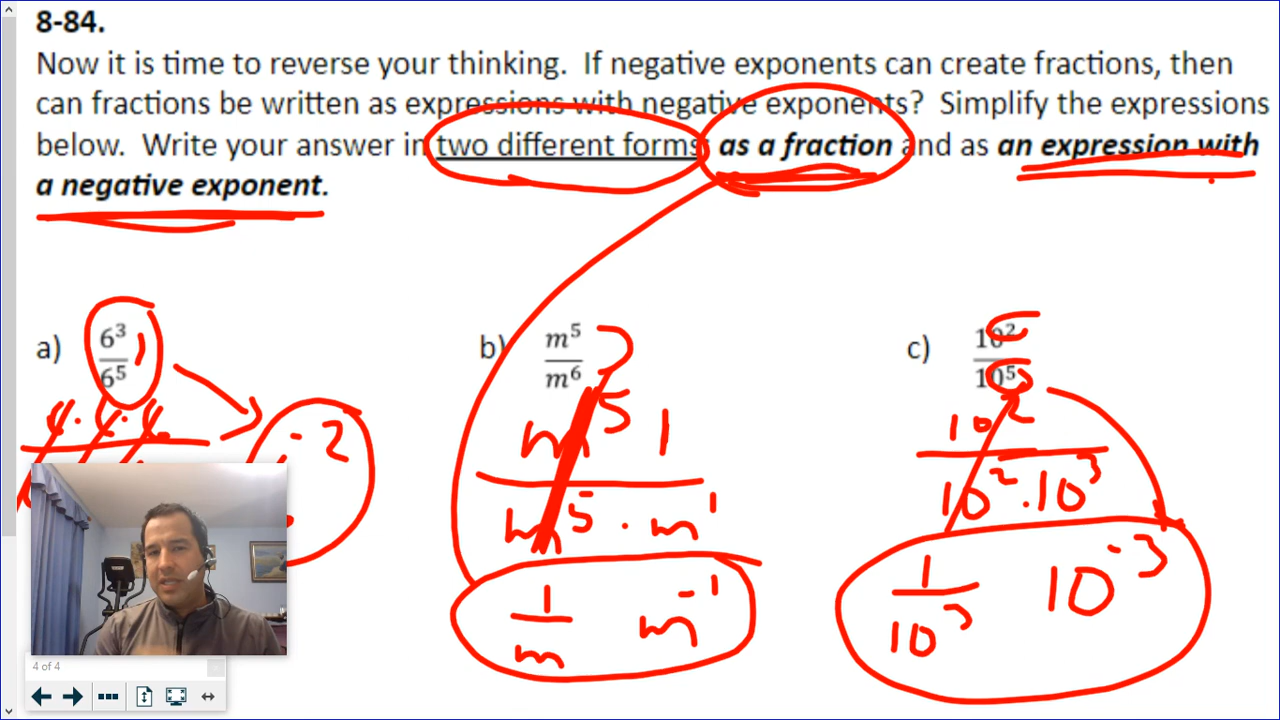 8-84.
Now it is time to reverse your thinking. If negative exponents can create fractions, then
can fractions be written as expressions with negative exponents? Simplify the expressions
below. Write your answer in two different forms as a fraction and as an expression with
a negative exponent.
a) 6³/6⁵ 1
b) m⁵/m⁶
c) 10²/10⁵
-2
m⁵ 1
m⁵ · m¹
1/m m⁻¹
10²
10² · 10³
1/10³ 10⁻³
4 of 4